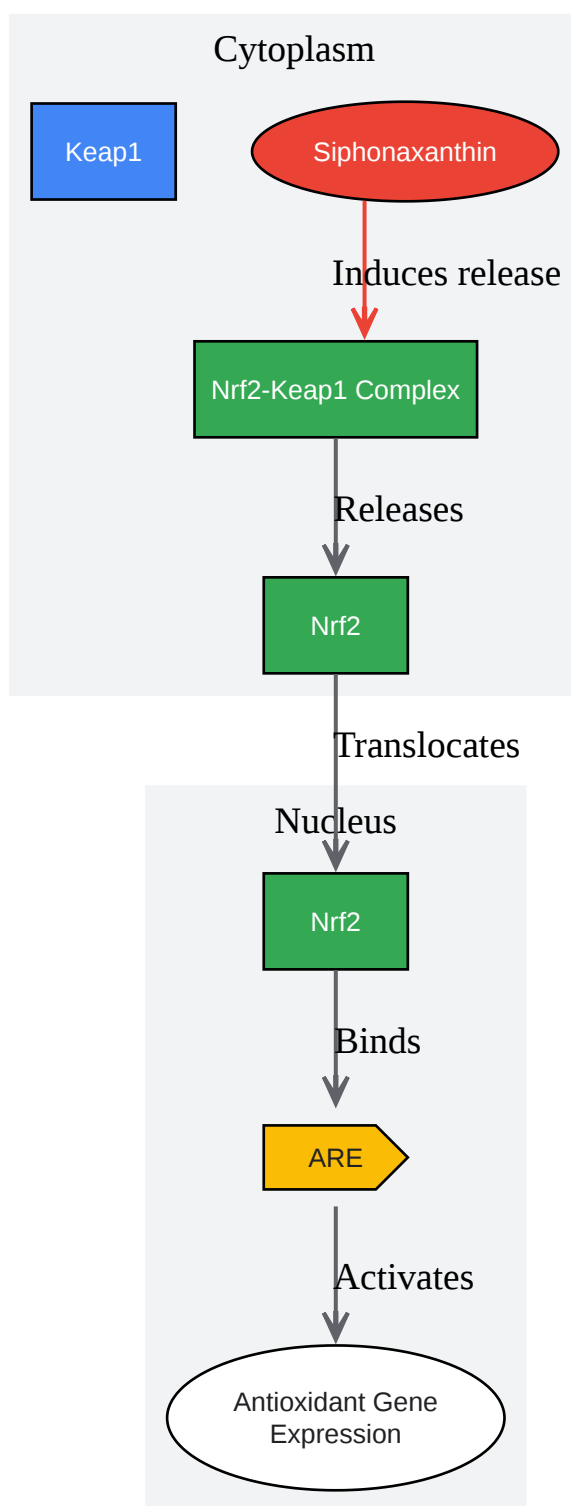 Cytoplasm
Keap1
Siphonaxanthin
Induces release
Nrf2-Keap1 Complex
Releases
Nrf2
Translocates
Nucleus
Nrf2
Binds
ARE
Activates
Antioxidant Gene
Expression